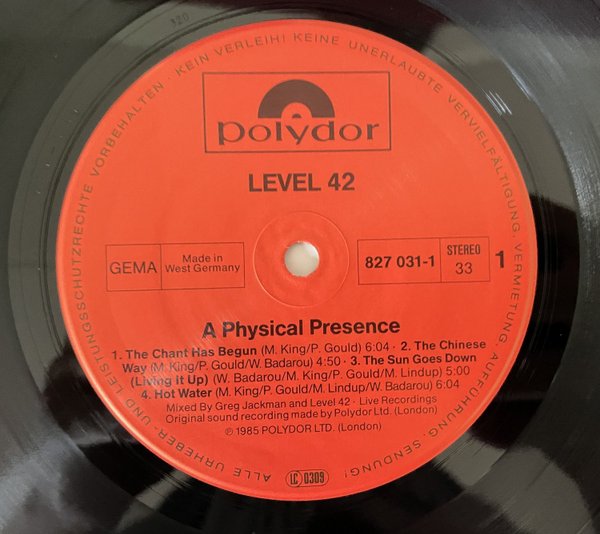 320
ALLE URHEBER- UND LEISTUNGSSCHUTZRECHTE VORBEHALTEN · KEIN VERLEIH! KEINE UNERLAUBTE VERVIELFÄLTIGUNG, VERMIETUNG, AUFFÜHRUNG, SENDUNG!
polydor
LEVEL 42
GEMA
Made in
West Germany
827 031-1
STEREO
33
1
A Physical Presence
1. The Chant Has Begun (M. King/P. Gould) 6:04 · 2. The Chinese
Way (M. King/P. Gould/W. Badarou) 4:50 · 3. The Sun Goes Down
(Living it Up) (W. Badarou/M. King/P. Gould/M. Lindup) 5:00
4. Hot Water (M. King/P. Gould/M. Lindup/W. Badarou) 6:04
Mixed By Greg Jackman and Level 42 · Live Recordings
Original sound recording made by Polydor Ltd. (London)
℗ 1985 POLYDOR LTD. (London)
LC 0309